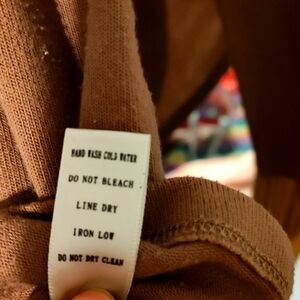 HAND WASH COLD WATER
DO NOT BLEACH
LINE DRY
IRON LOW
DO NOT DRY CLEAN